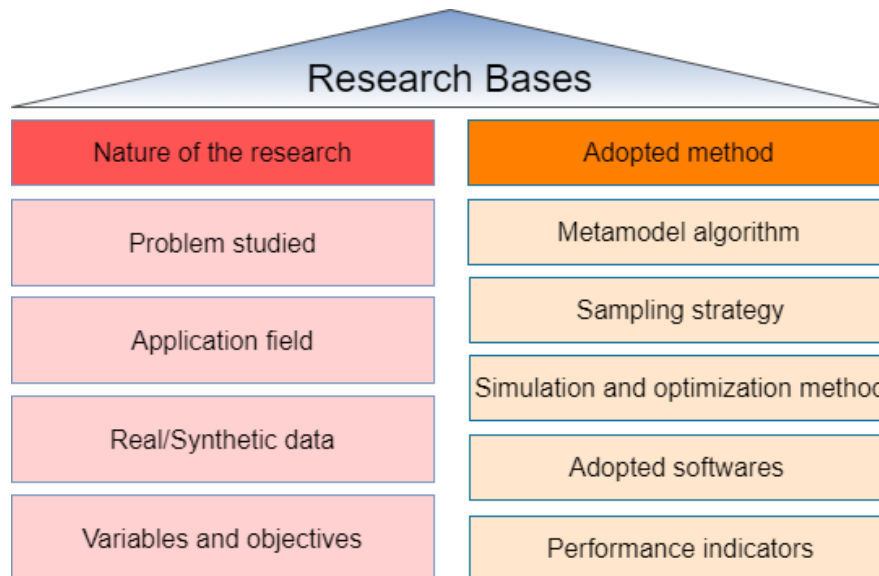 Research Bases
Nature of the research
Problem studied
Application field
Real/Synthetic data
Variables and objectives
Adopted method
Metamodel algorithm
Sampling strategy
Simulation and optimization method
Adopted softwares
Performance indicators